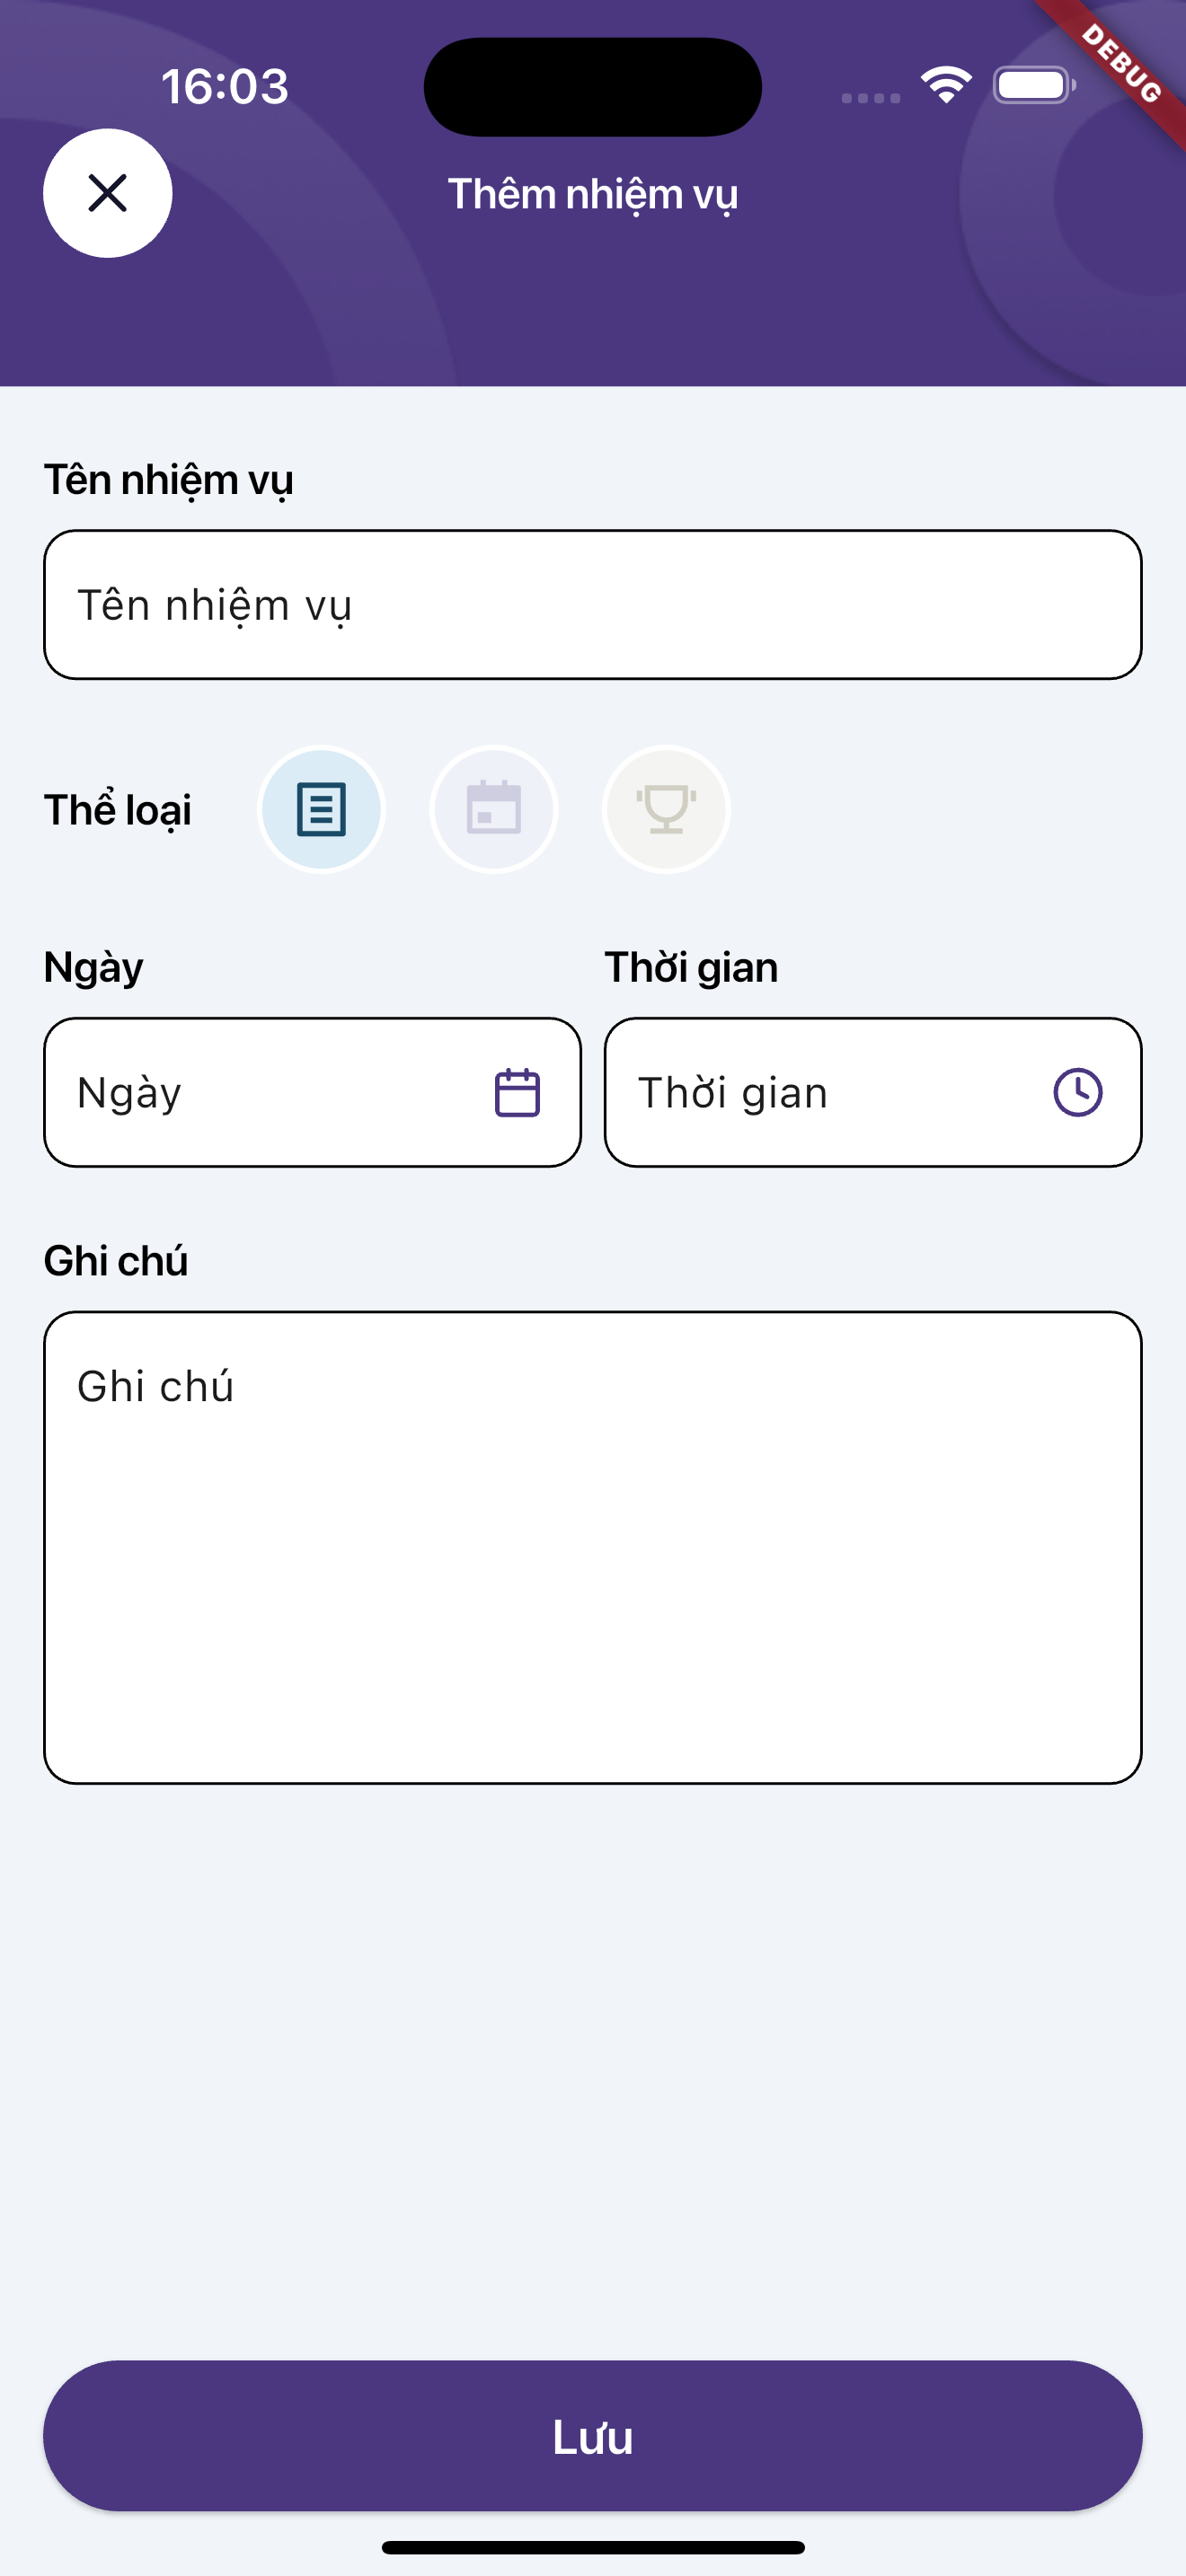 16:03
DEBUG
Thêm nhiệm vụ
Tên nhiệm vụ
Tên nhiệm vụ
Thể loại
Ngày
Thời gian
Ngày
Thời gian
Ghi chú
Ghi chú
Lưu